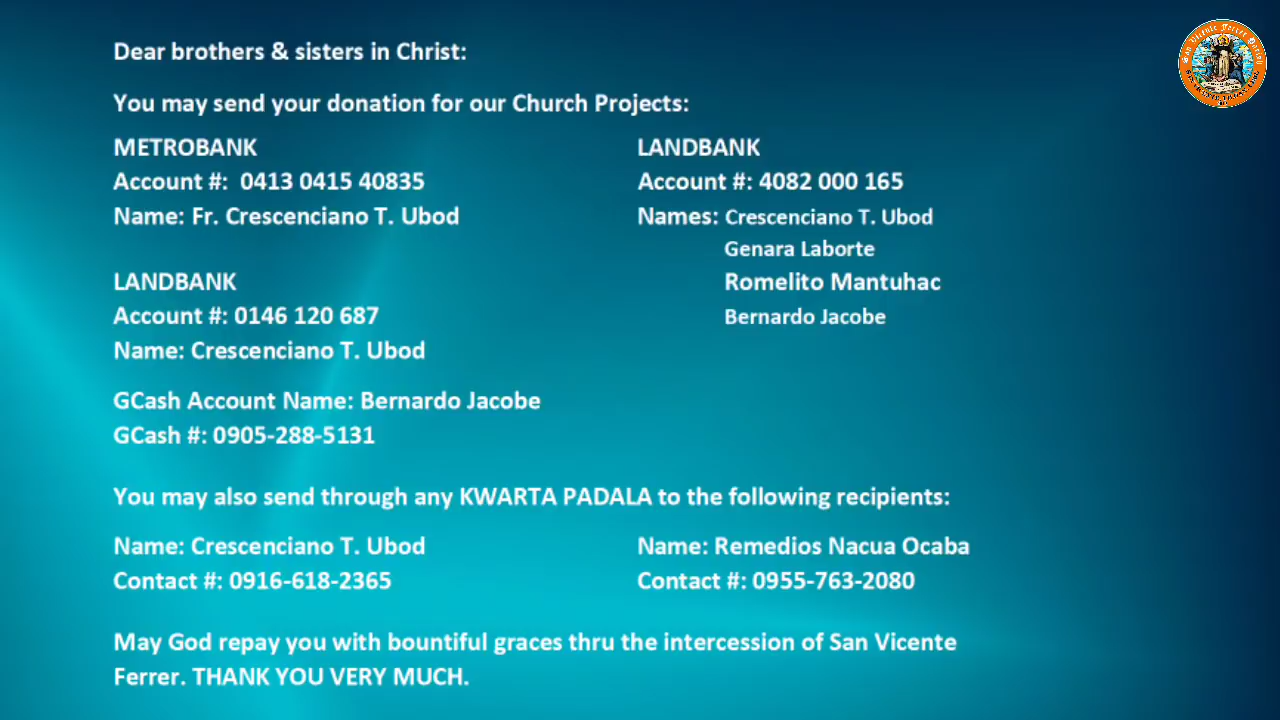 Dear brothers & sisters in Christ:
You may send your donation for our Church Projects:
METROBANK
Account #:  0413 0415 40835
Name: Fr. Crescenciano T. Ubod
LANDBANK
Account #: 4082 000 165
Names: Crescenciano T. Ubod
Genara Laborte
Romelito Mantuhac
Bernardo Jacobe
LANDBANK
Account #: 0146 120 687
Name: Crescenciano T. Ubod
GCash Account Name: Bernardo Jacobe
GCash #: 0905-288-5131
You may also send through any KWARTA PADALA to the following recipients:
Name: Crescenciano T. Ubod
Contact #: 0916-618-2365
Name: Remedios Nacua Ocaba
Contact #: 0955-763-2080
May God repay you with bountiful graces thru the intercession of San Vicente
Ferrer. THANK YOU VERY MUCH.
San Vicente Ferrer Parish